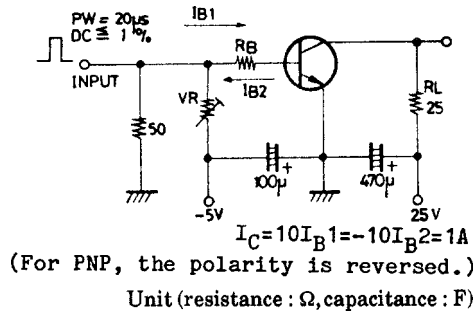 PW = 20μs
DC ≦ 1%
IB1
RB
IB2
INPUT
VR
50
RL
25
100μ
+
470μ
+
-5V
25V
IC=10IB1=-10IB2=1A
(For PNP, the polarity is reversed.)
Unit (resistance : Ω, capacitance : F)